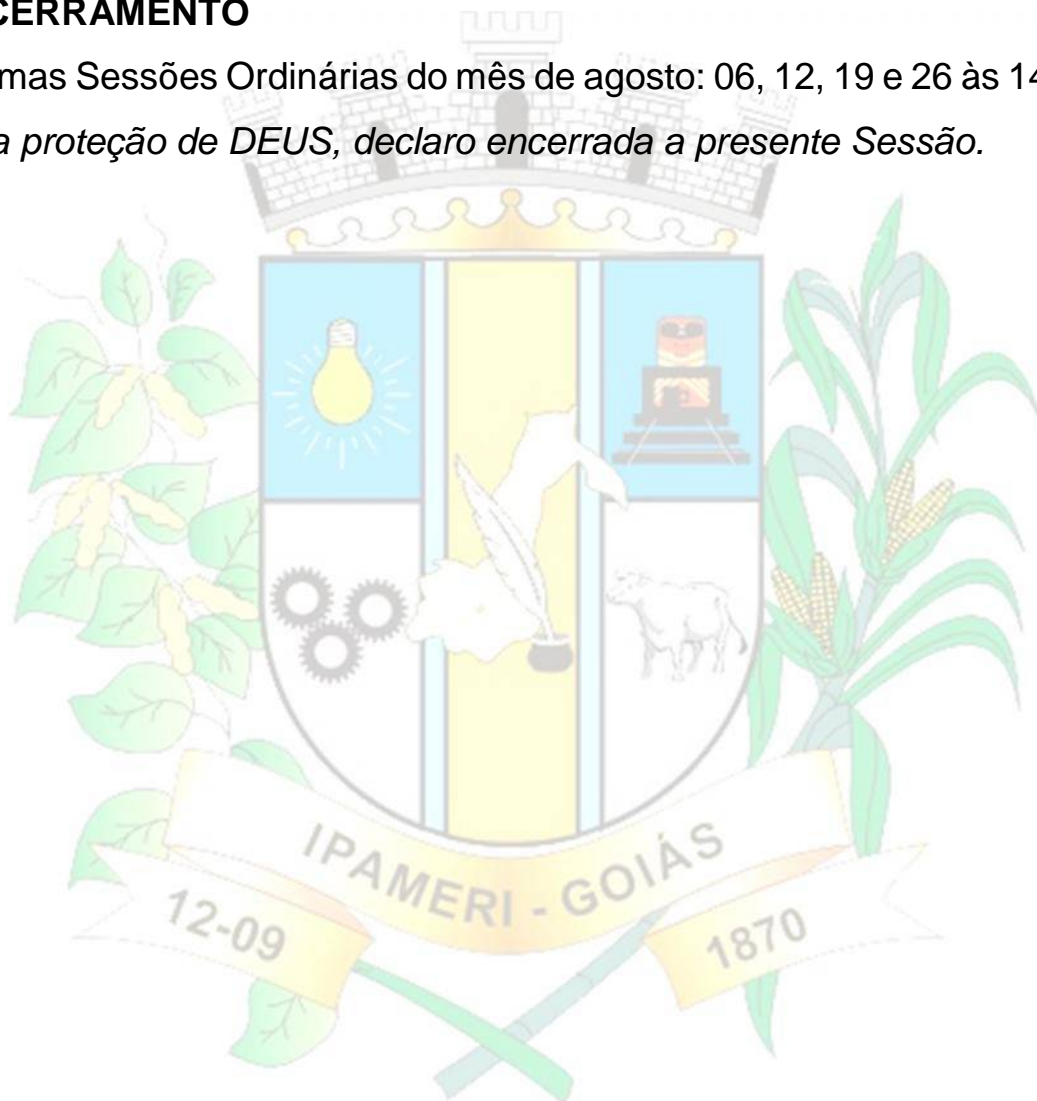 CERRAMENTO
mas Sessões Ordinárias do mês de agosto: 06, 12, 19 e 26 às 14
a proteção de DEUS, declaro encerrada a presente Sessão.
IPAMERI - GOIÁS
12-09
1870